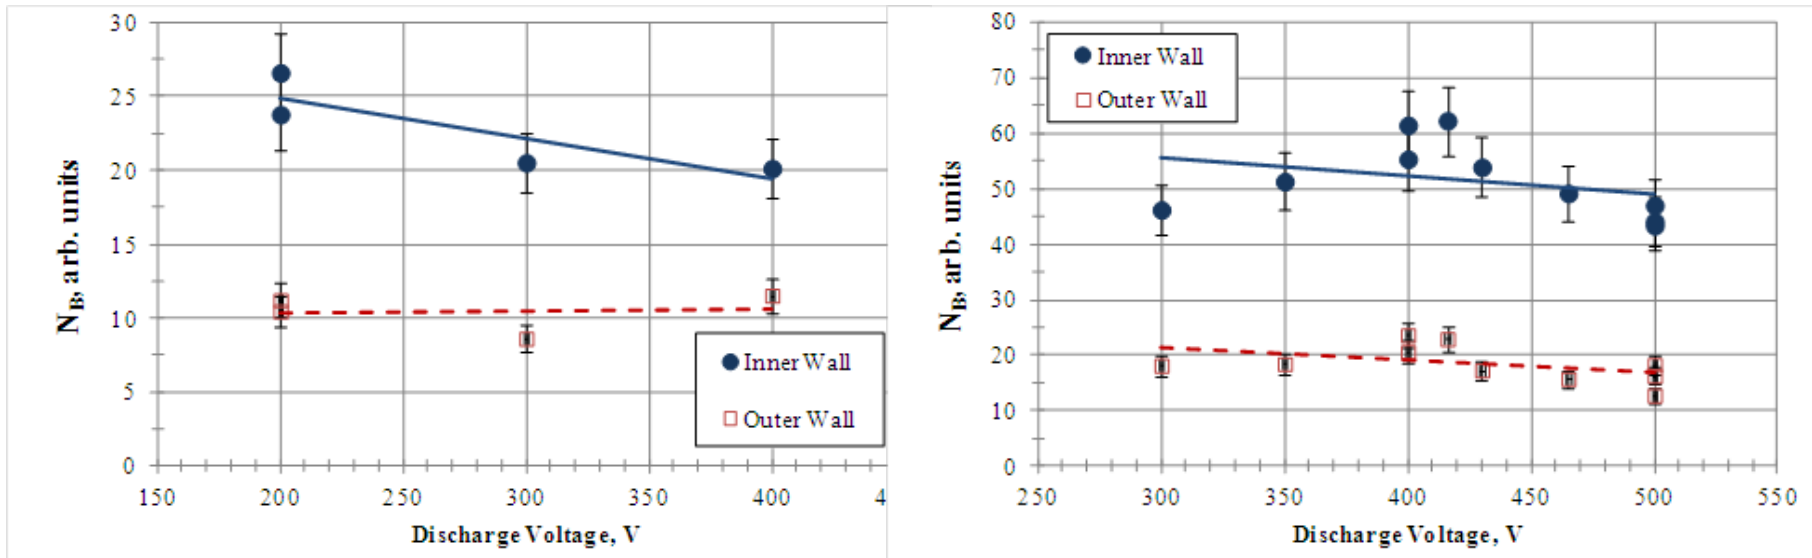 30
25
20
15
10
5
0
N_B, arb. units
150 200 250 300 350 400 4
Discharge Voltage, V
Inner Wall
Outer Wall
80
70
60
50
40
30
20
10
0
N_B, arb. units
250 300 350 400 450 500 550
Discharge Voltage, V
Inner Wall
Outer Wall